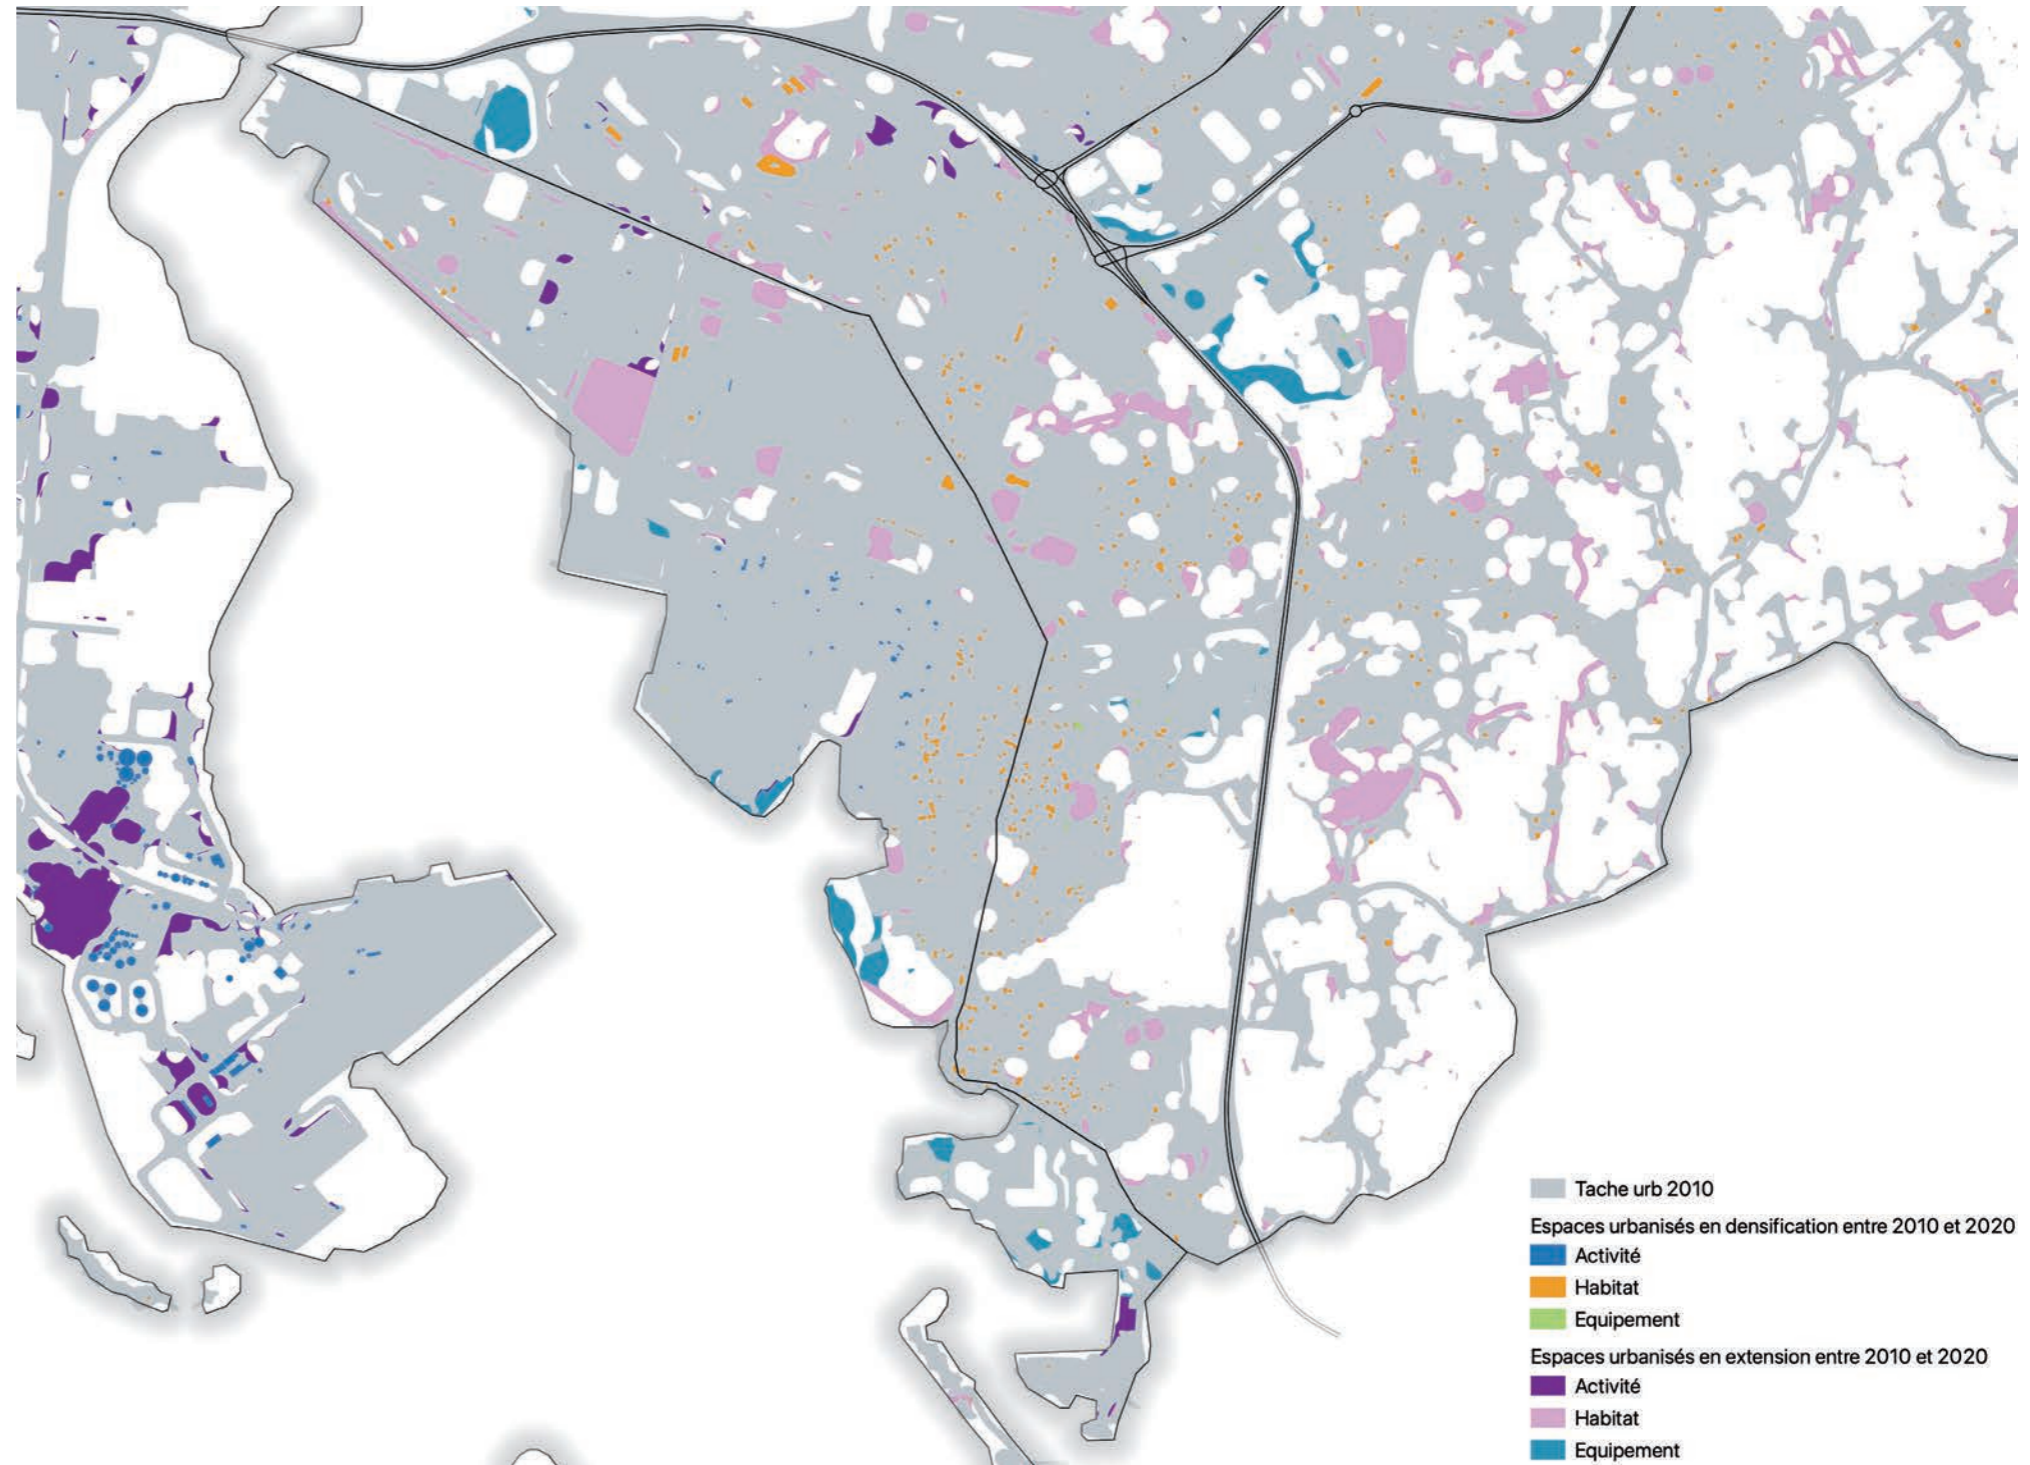 Tache urb 2010
Espaces urbanisés en densification entre 2010 et 2020
Activité
Habitat
Equipement
Espaces urbanisés en extension entre 2010 et 2020
Activité
Habitat
Equipement